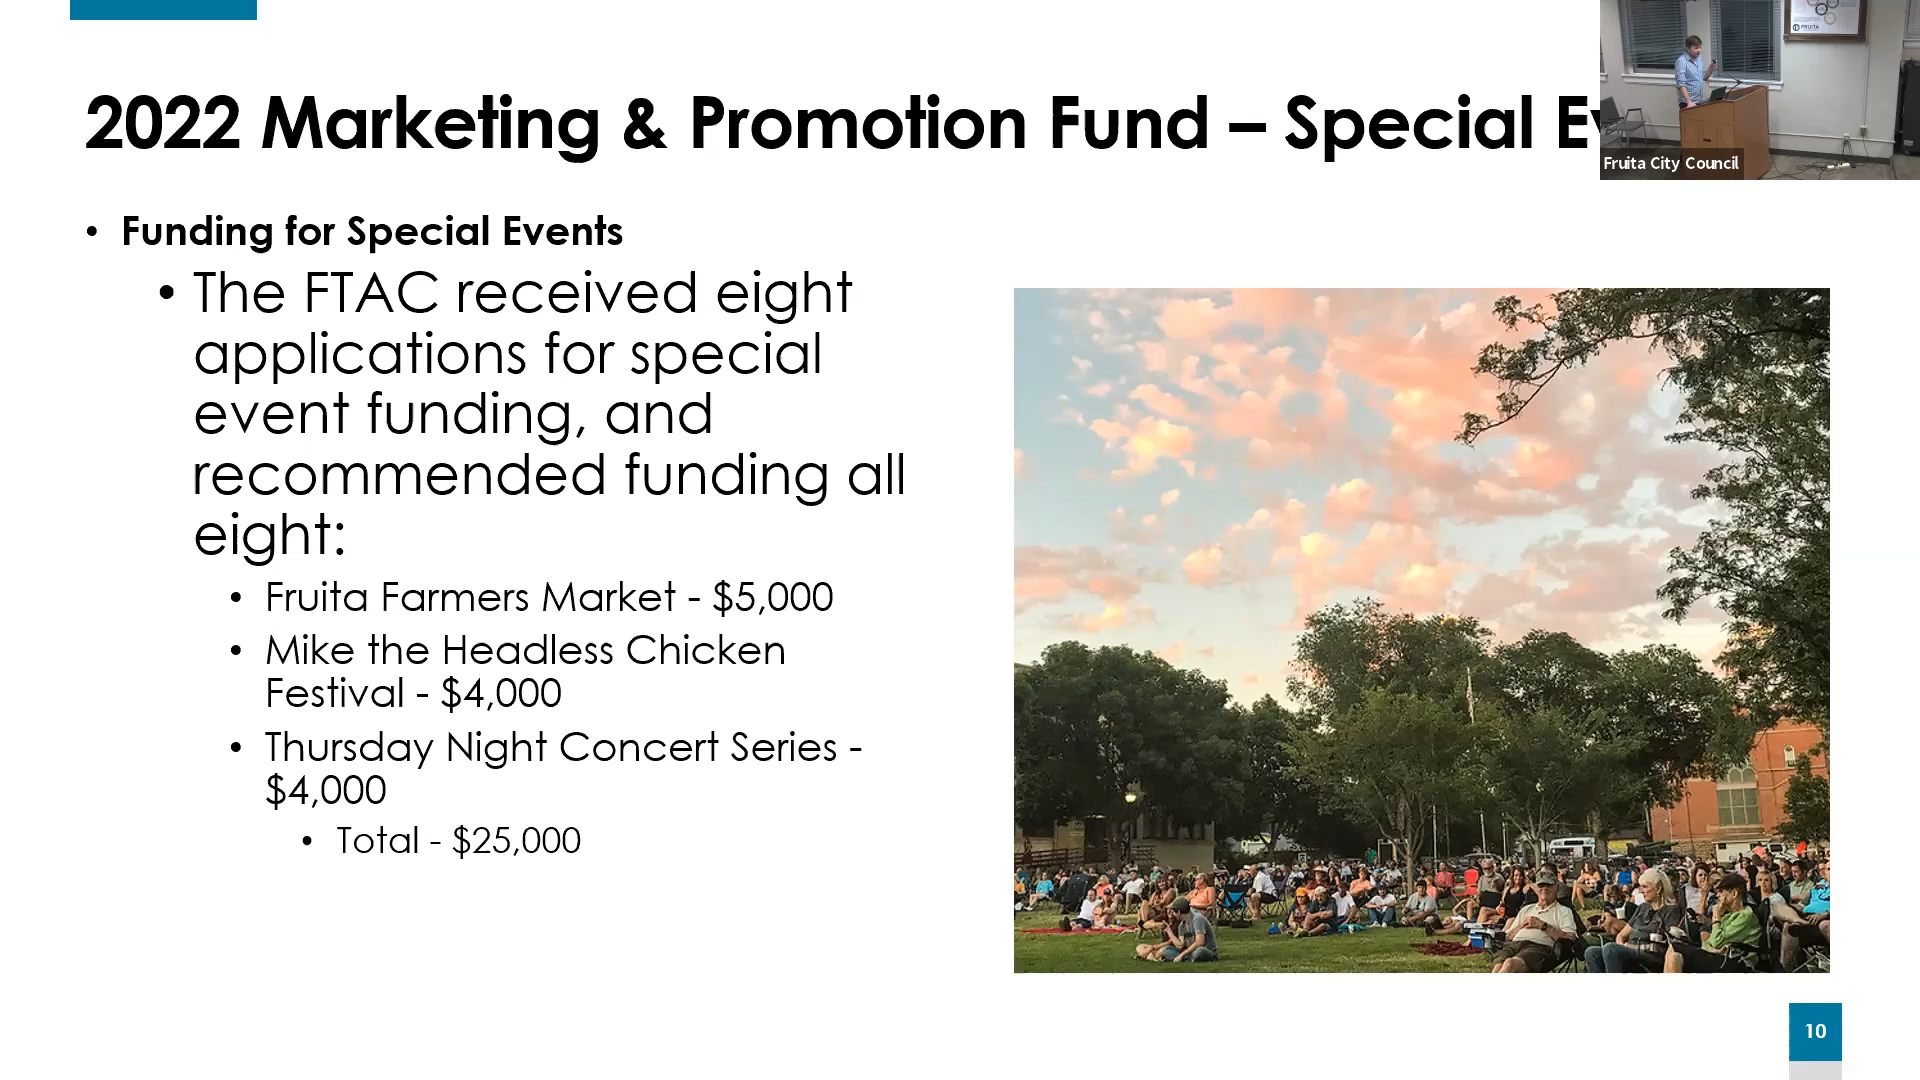 2022 Marketing & Promotion Fund – Special Ev
FRUITA
Fruita City Council
• Funding for Special Events
• The FTAC received eight
applications for special
event funding, and
recommended funding all
eight:
• Fruita Farmers Market - $5,000
• Mike the Headless Chicken
Festival - $4,000
• Thursday Night Concert Series -
$4,000
• Total - $25,000
10